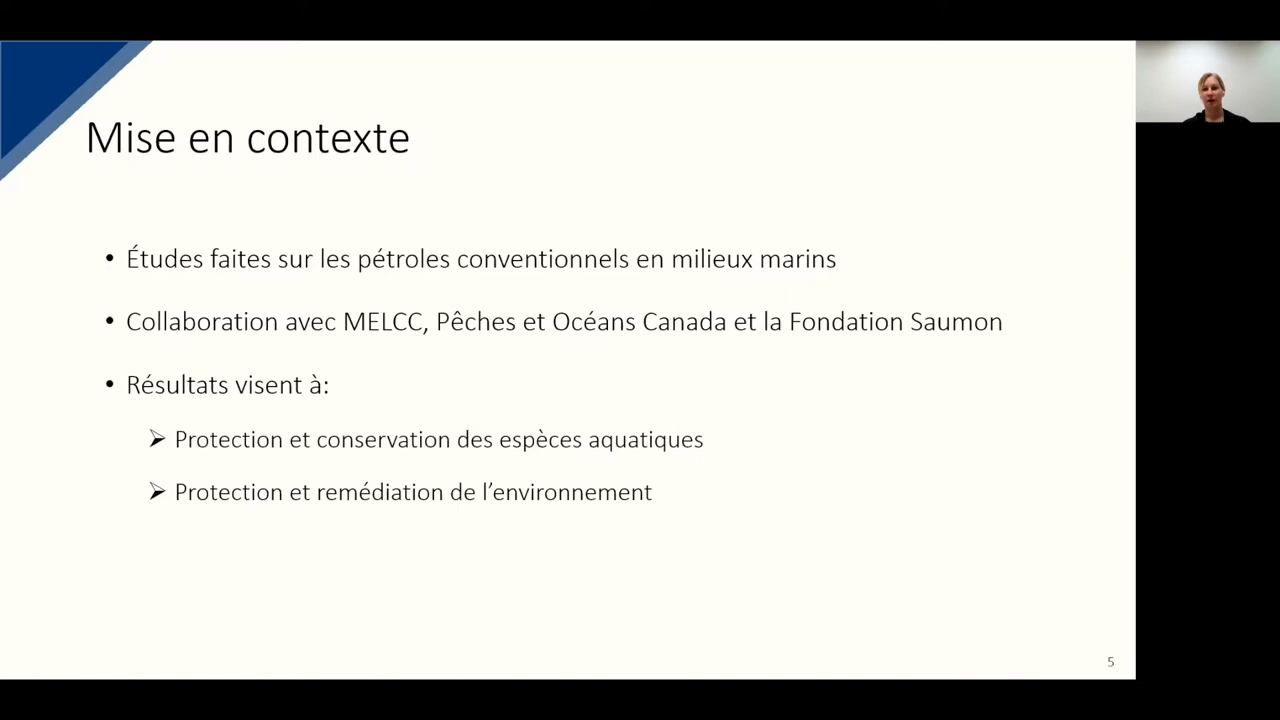 Mise en contexte
• Études faites sur les pétroles conventionnels en milieux marins
• Collaboration avec MELCC, Pêches et Océans Canada et la Fondation Saumon
• Résultats visent à:
➢ Protection et conservation des espèces aquatiques
➢ Protection et remédiation de l’environnement
5